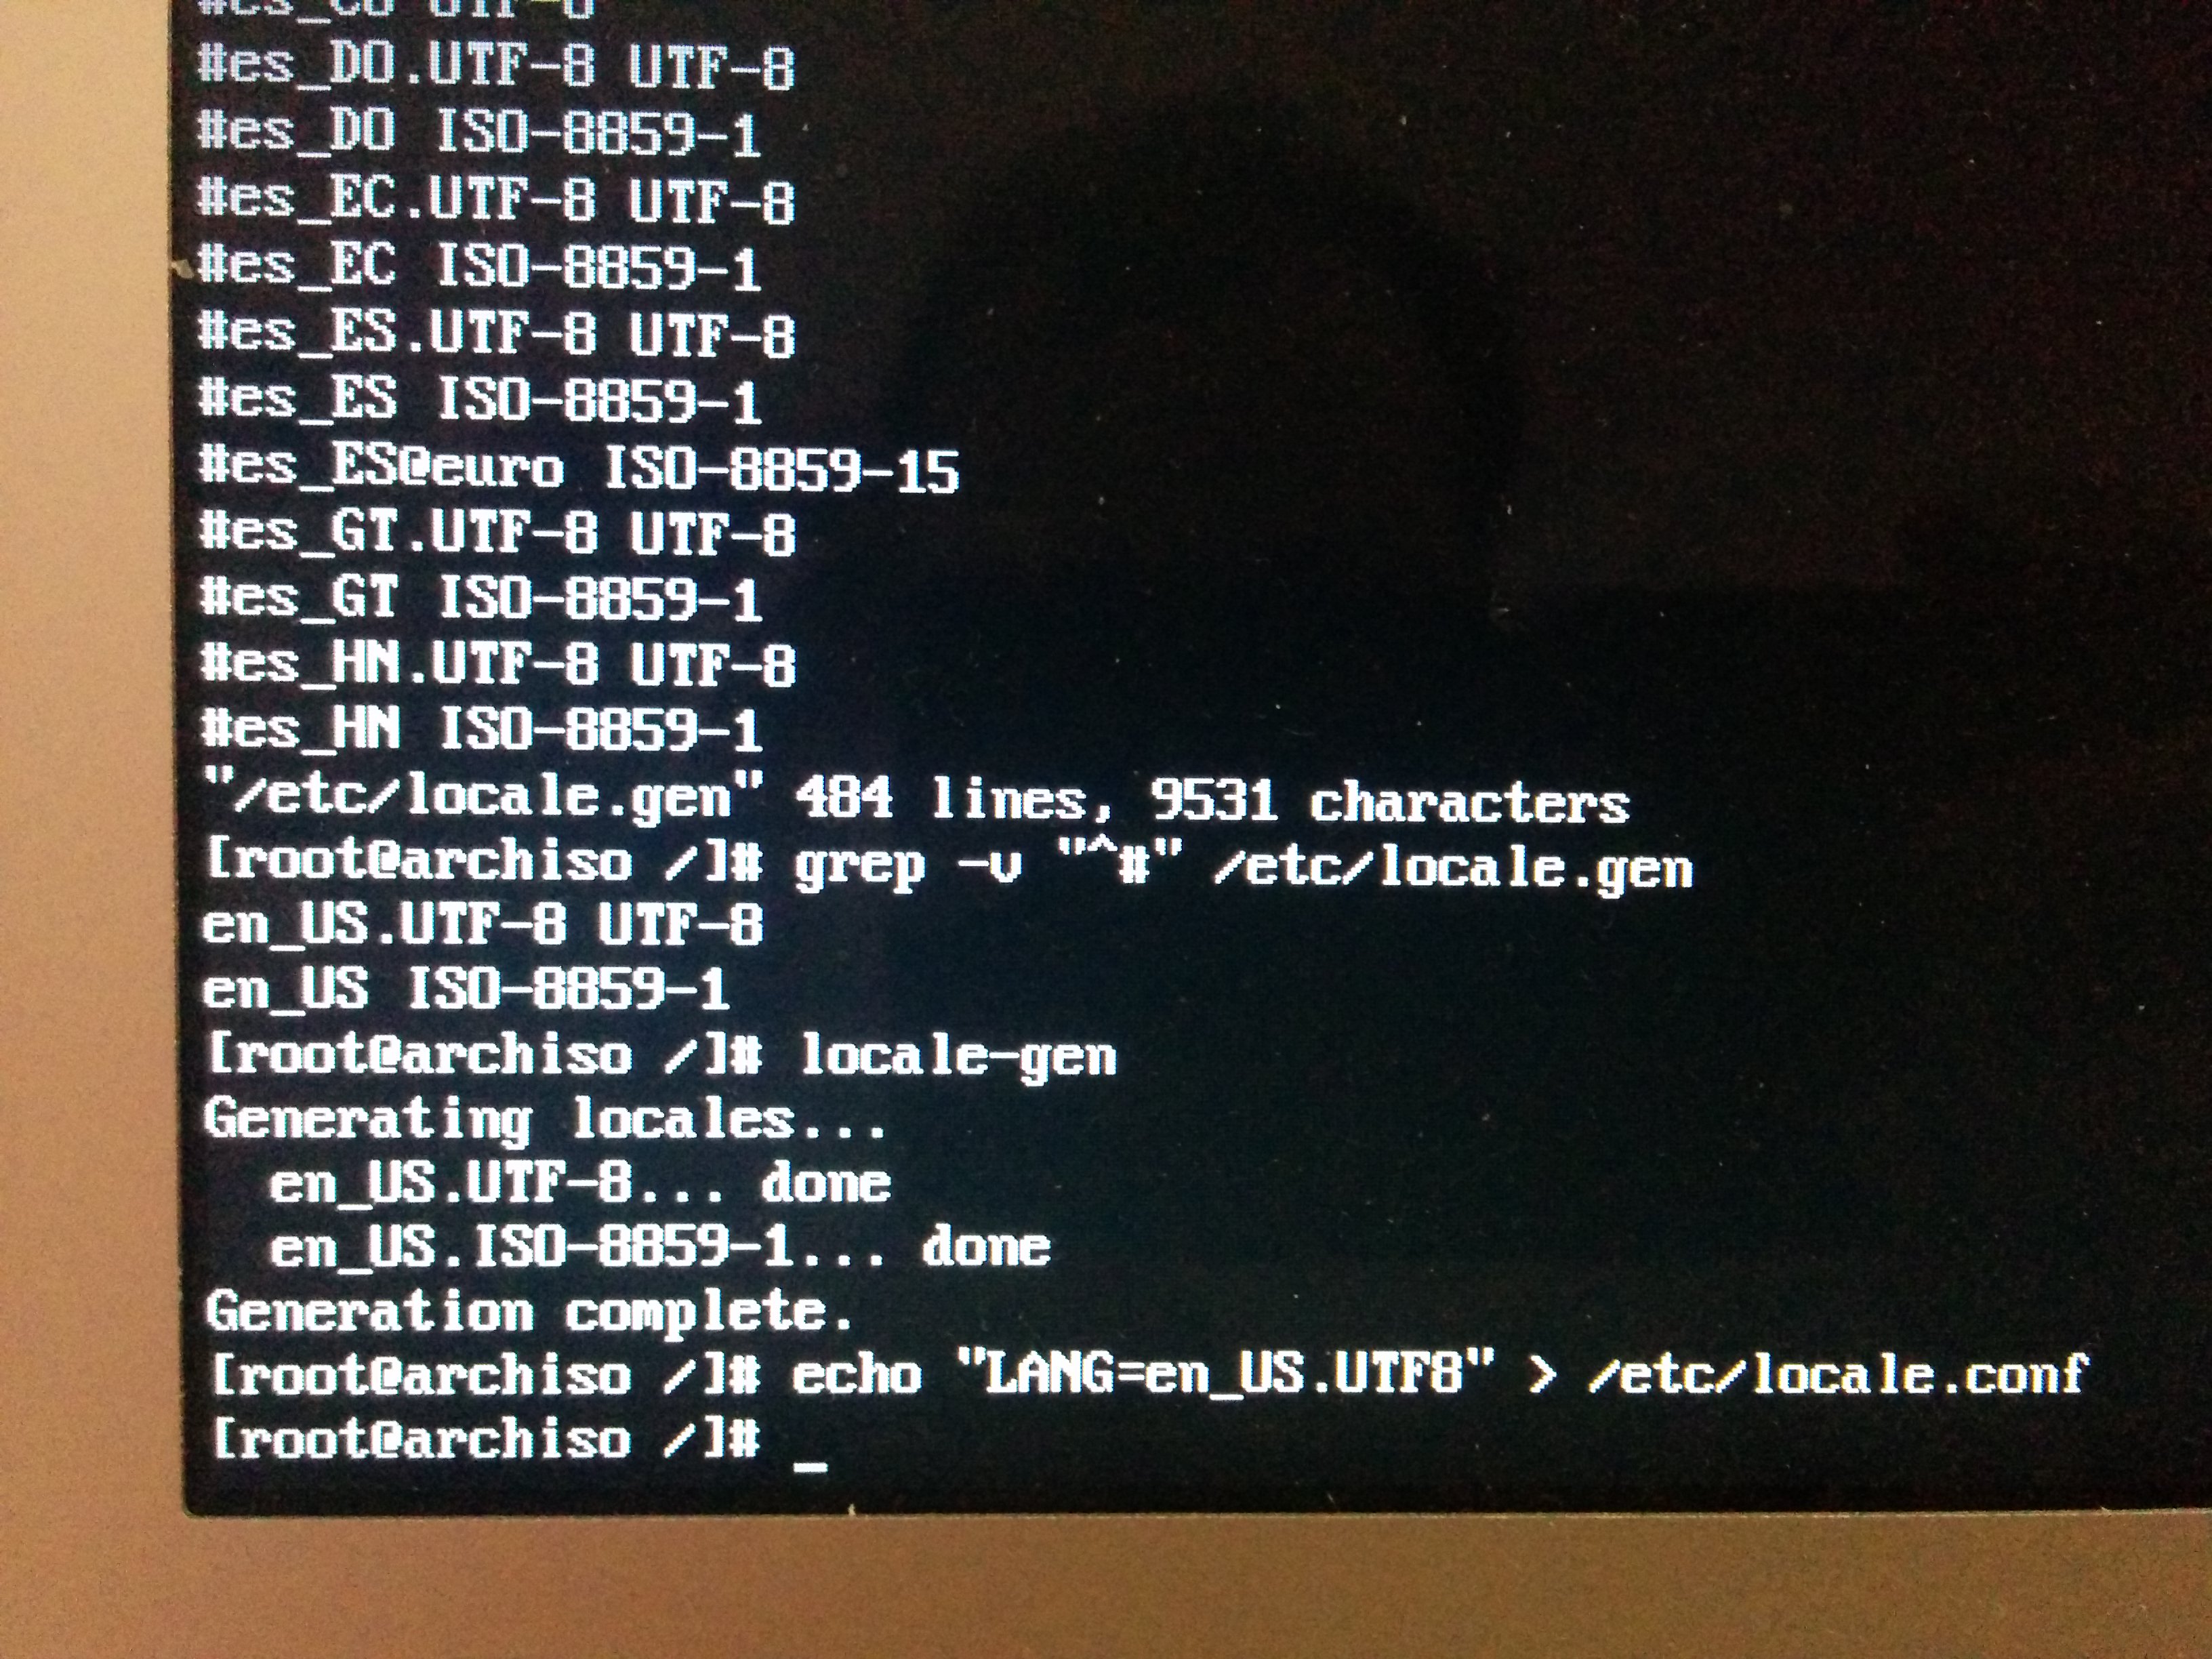 #es_DO.UTF-8 UTF-8
#es_DO ISO-8859-1
#es_EC.UTF-8 UTF-8
#es_EC ISO-8859-1
#es_ES.UTF-8 UTF-8
#es_ES ISO-8859-1
#es_ES@euro ISO-8859-15
#es_GT.UTF-8 UTF-8
#es_GT ISO-8859-1
#es_HN.UTF-8 UTF-8
#es_HN ISO-8859-1
"/etc/locale.gen" 484 lines, 9531 characters
[root@archiso /]# grep -v "^#" /etc/locale.gen
en_US.UTF-8 UTF-8
en_US ISO-8859-1
[root@archiso /]# locale-gen
Generating locales...
  en_US.UTF-8... done
  en_US.ISO-8859-1... done
Generation complete.
[root@archiso /]# echo "LANG=en_US.UTF8" > /etc/locale.conf
[root@archiso /]# _